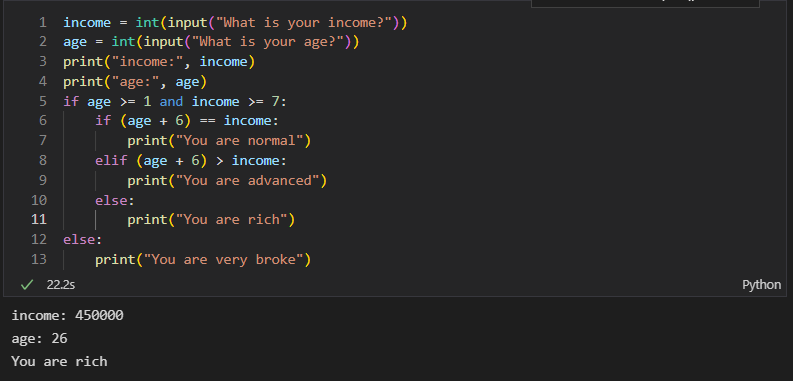 1 income = int(input("What is your income?"))
2 age = int(input("What is your age?"))
3 print("income:", income)
4 print("age:", age)
5 if age >= 1 and income >= 7:
6     if (age + 6) == income:
7         print("You are normal")
8     elif (age + 6) > income:
9         print("You are advanced")
10     else:
11         print("You are rich")
12 else:
13     print("You are very broke")
22.2s Python
income: 450000
age: 26
You are rich